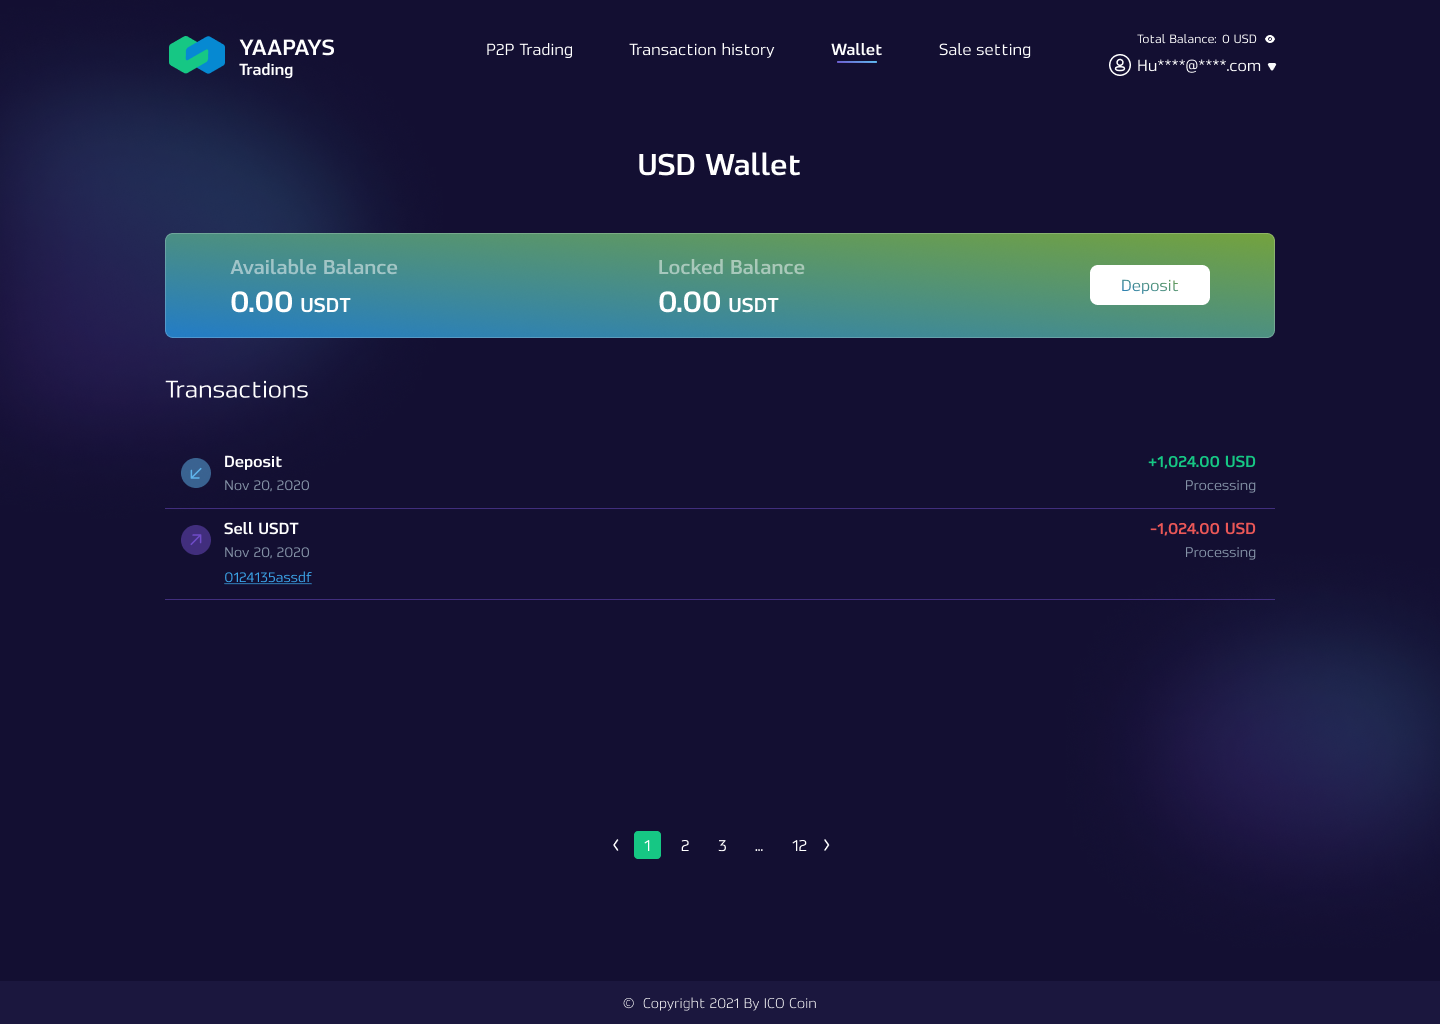 YAAPAYS
Trading
P2P Trading
Transaction history
Wallet
Sale setting
Total Balance: 0 USD
Hu****@****.com
USD Wallet
Available Balance
0.00 USDT
Locked Balance
0.00 USDT
Deposit
Transactions
Deposit
+1,024.00 USD
Nov 20, 2020
Processing
Sell USDT
-1,024.00 USD
Nov 20, 2020
Processing
0124135assdf
1 2 3 ... 12
© Copyright 2021 By ICO Coin